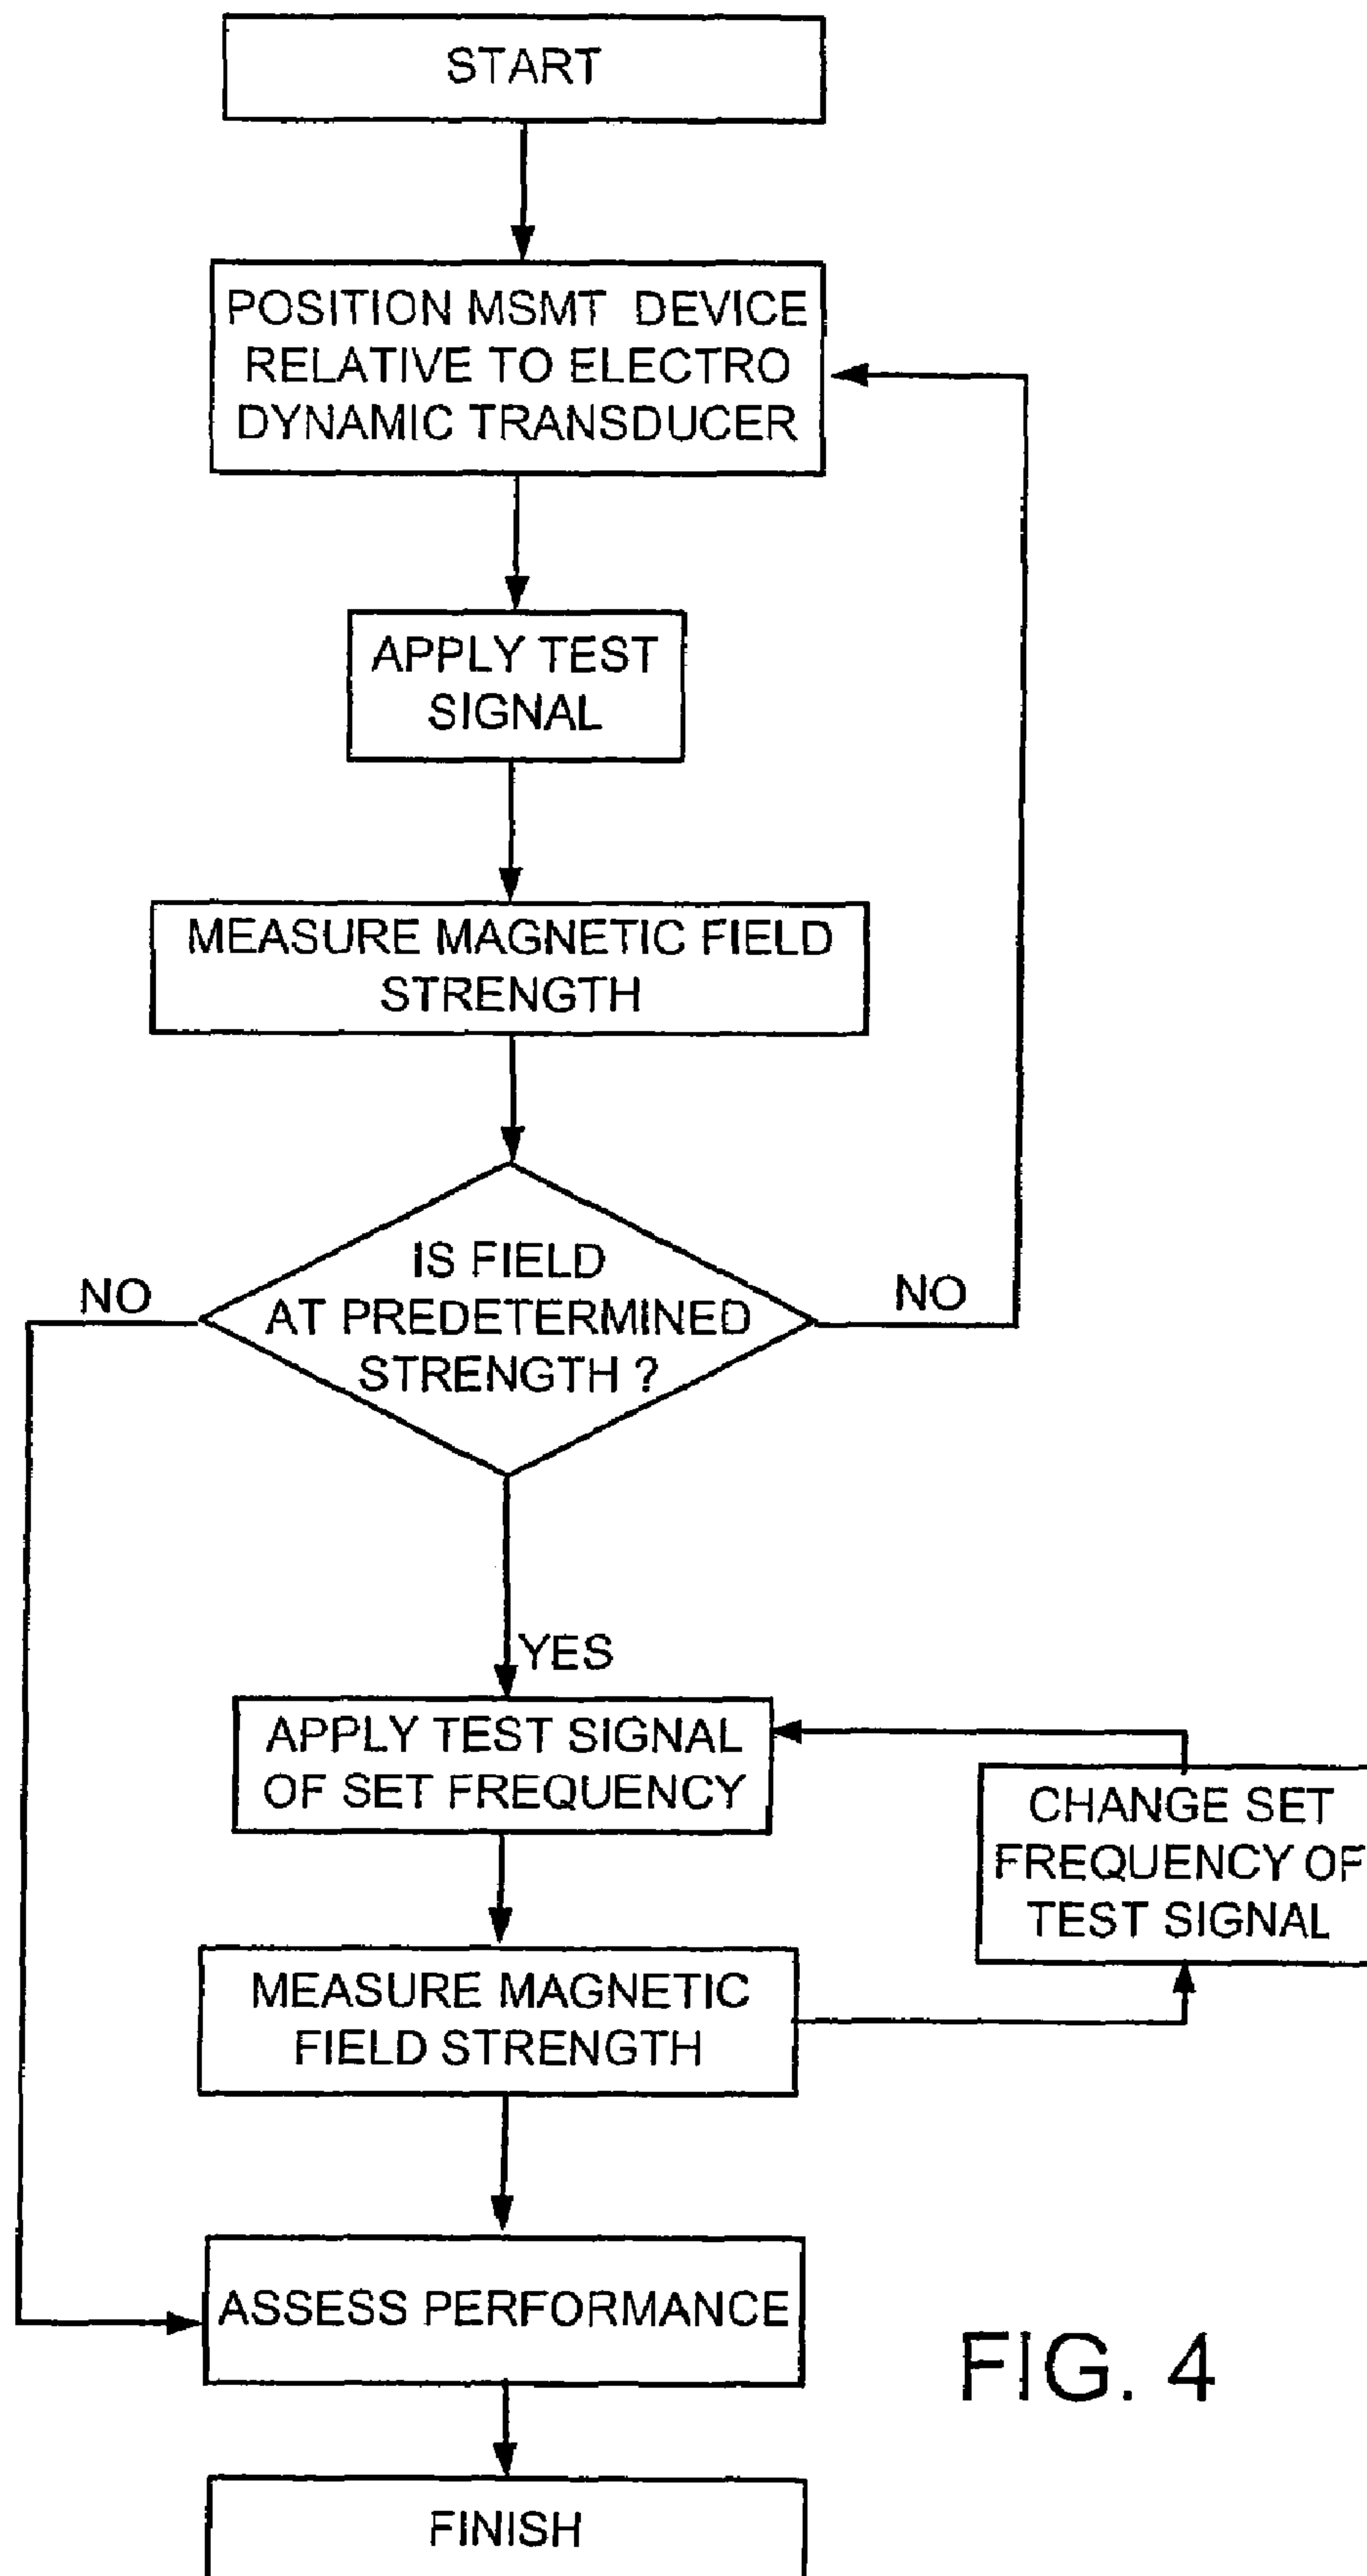 START
POSITION MSMT DEVICE
RELATIVE TO ELECTRO
DYNAMIC TRANSDUCER
APPLY TEST
SIGNAL
MEASURE MAGNETIC FIELD
STRENGTH
IS FIELD
AT PREDETERMINED
STRENGTH ?
NO
NO
YES
APPLY TEST SIGNAL
OF SET FREQUENCY
CHANGE SET
FREQUENCY OF
TEST SIGNAL
MEASURE MAGNETIC
FIELD STRENGTH
ASSESS PERFORMANCE
FIG. 4
FINISH